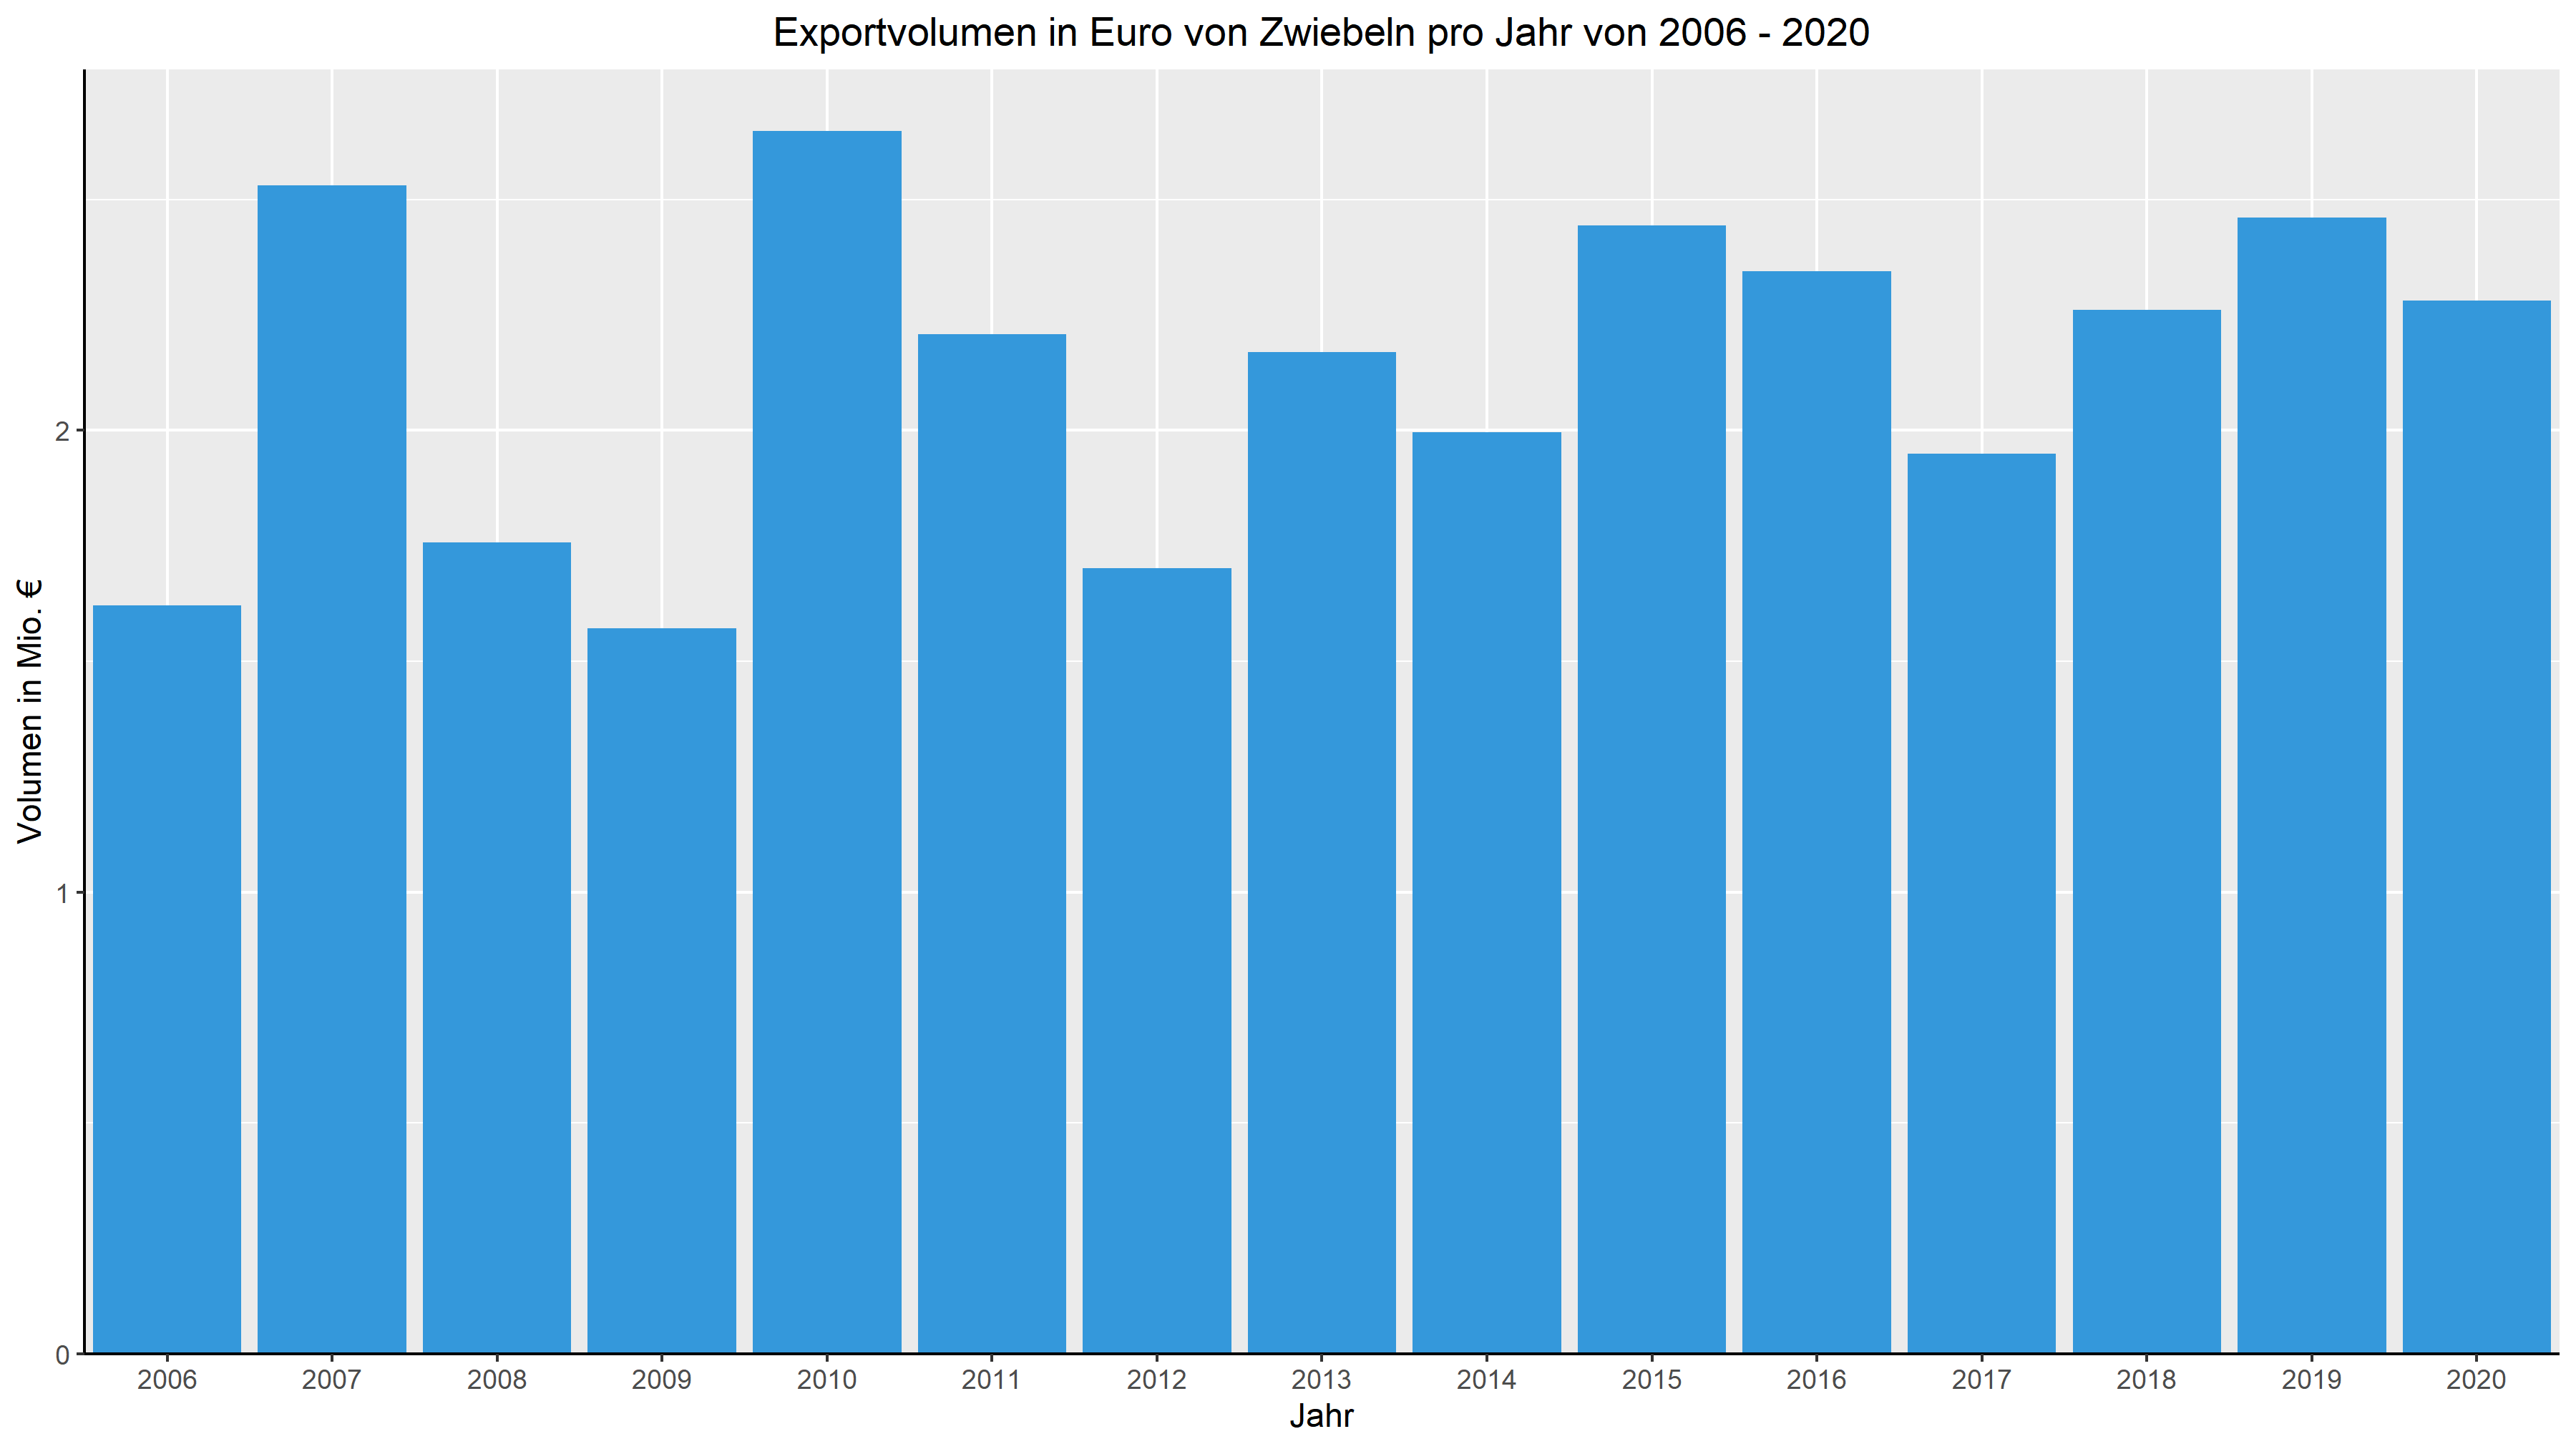 Exportvolumen in Euro von Zwiebeln pro Jahr von 2006 - 2020
Volumen in Mio. €
2
1
0
2006 2007 2008 2009 2010 2011 2012 2013 2014 2015 2016 2017 2018 2019 2020
Jahr